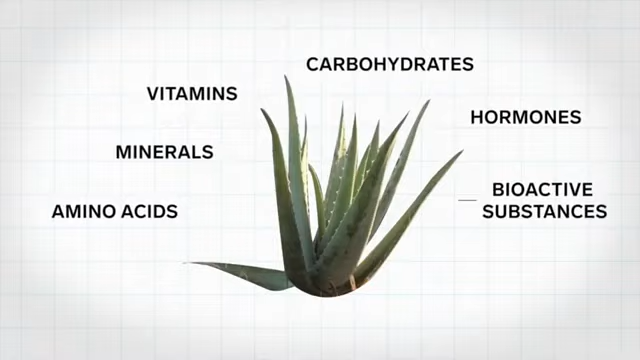 CARBOHYDRATES
VITAMINS
HORMONES
MINERALS
BIOACTIVE
SUBSTANCES
AMINO ACIDS